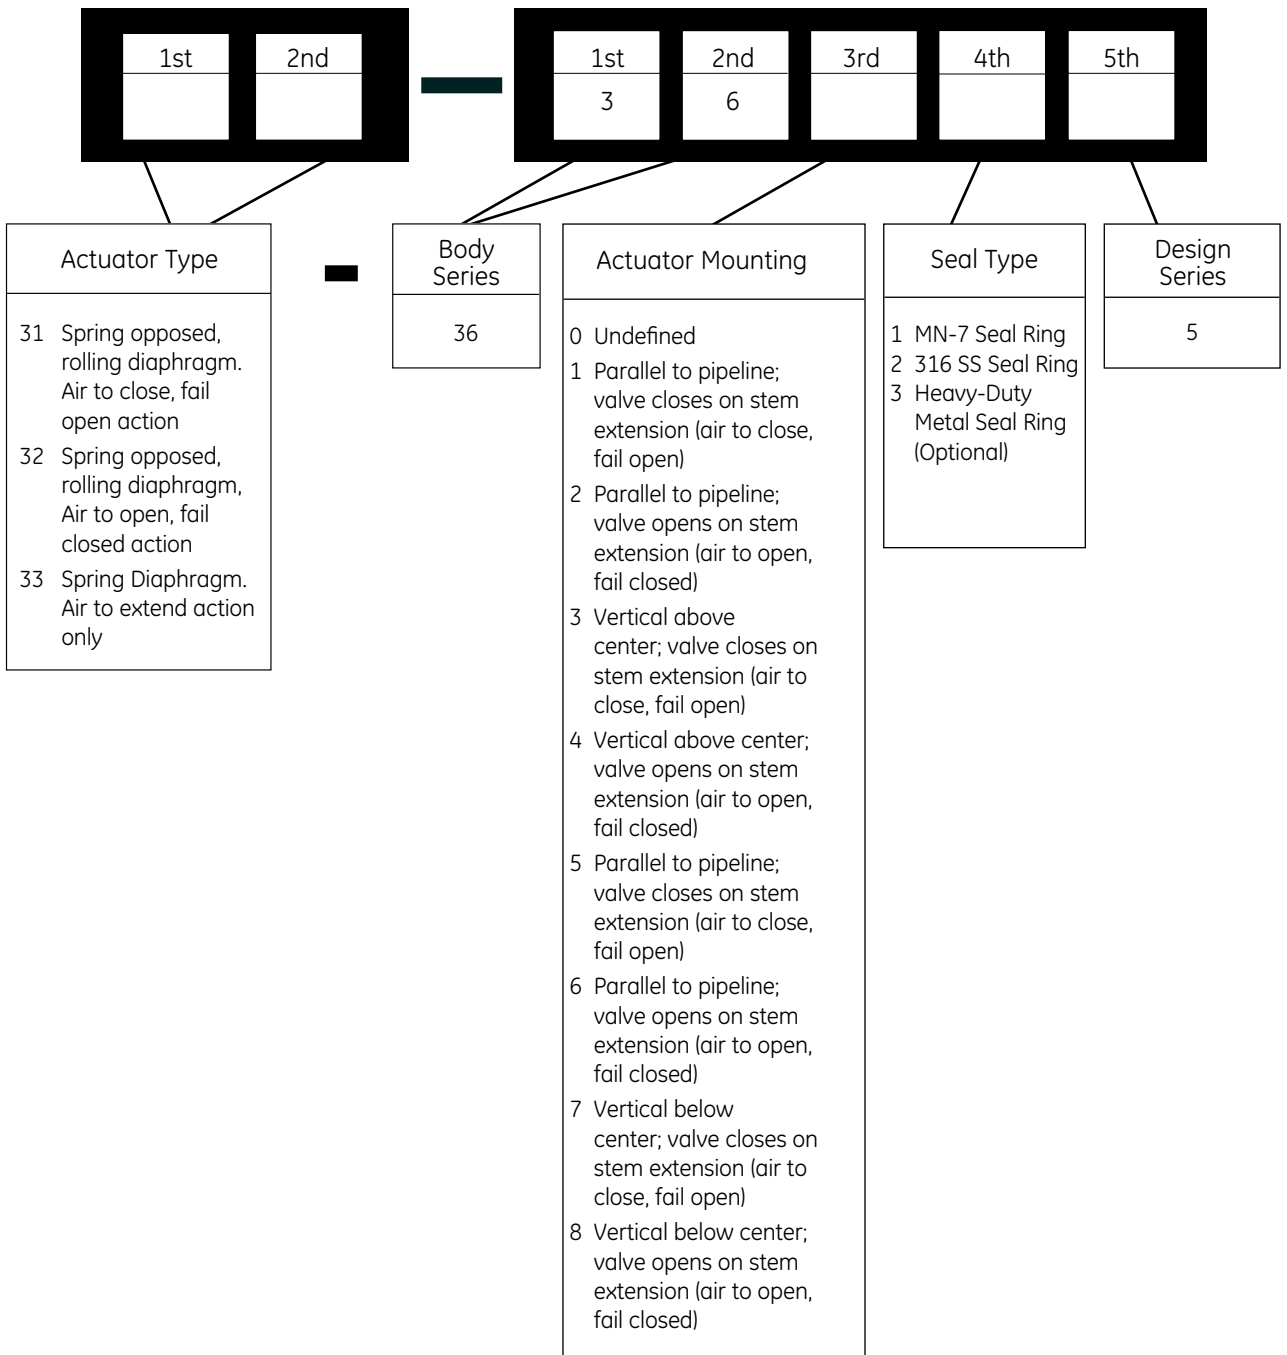 1st 2nd 1st 2nd 3rd 4th 5th
3 6
Actuator Type
31 Spring opposed,
rolling diaphragm.
Air to close, fail
open action
32 Spring opposed,
rolling diaphragm,
Air to open, fail
closed action
33 Spring Diaphragm.
Air to extend action
only
Body
Series
36
Actuator Mounting
0 Undefined
1 Parallel to pipeline;
valve closes on stem
extension (air to close,
fail open)
2 Parallel to pipeline;
valve opens on stem
extension (air to open,
fail closed)
3 Vertical above
center; valve closes on
stem extension (air to
close, fail open)
4 Vertical above center;
valve opens on stem
extension (air to open,
fail closed)
5 Parallel to pipeline;
valve closes on stem
extension (air to close,
fail open)
6 Parallel to pipeline;
valve opens on stem
extension (air to open,
fail closed)
7 Vertical below
center; valve closes on
stem extension (air to
close, fail open)
8 Vertical below center;
valve opens on stem
extension (air to open,
fail closed)
Seal Type
1 MN-7 Seal Ring
2 316 SS Seal Ring
3 Heavy-Duty
Metal Seal Ring
(Optional)
Design
Series
5